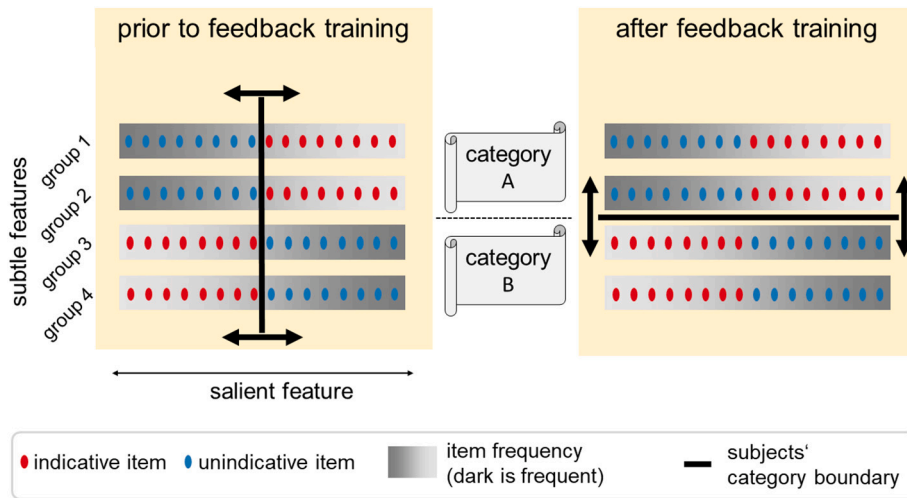 prior to feedback training
after feedback training
subtle features
group 1
group 2
group 3
group 4
category
A
category
B
salient feature
indicative item
unindicative item
item frequency
(dark is frequent)
subjects‘
category boundary